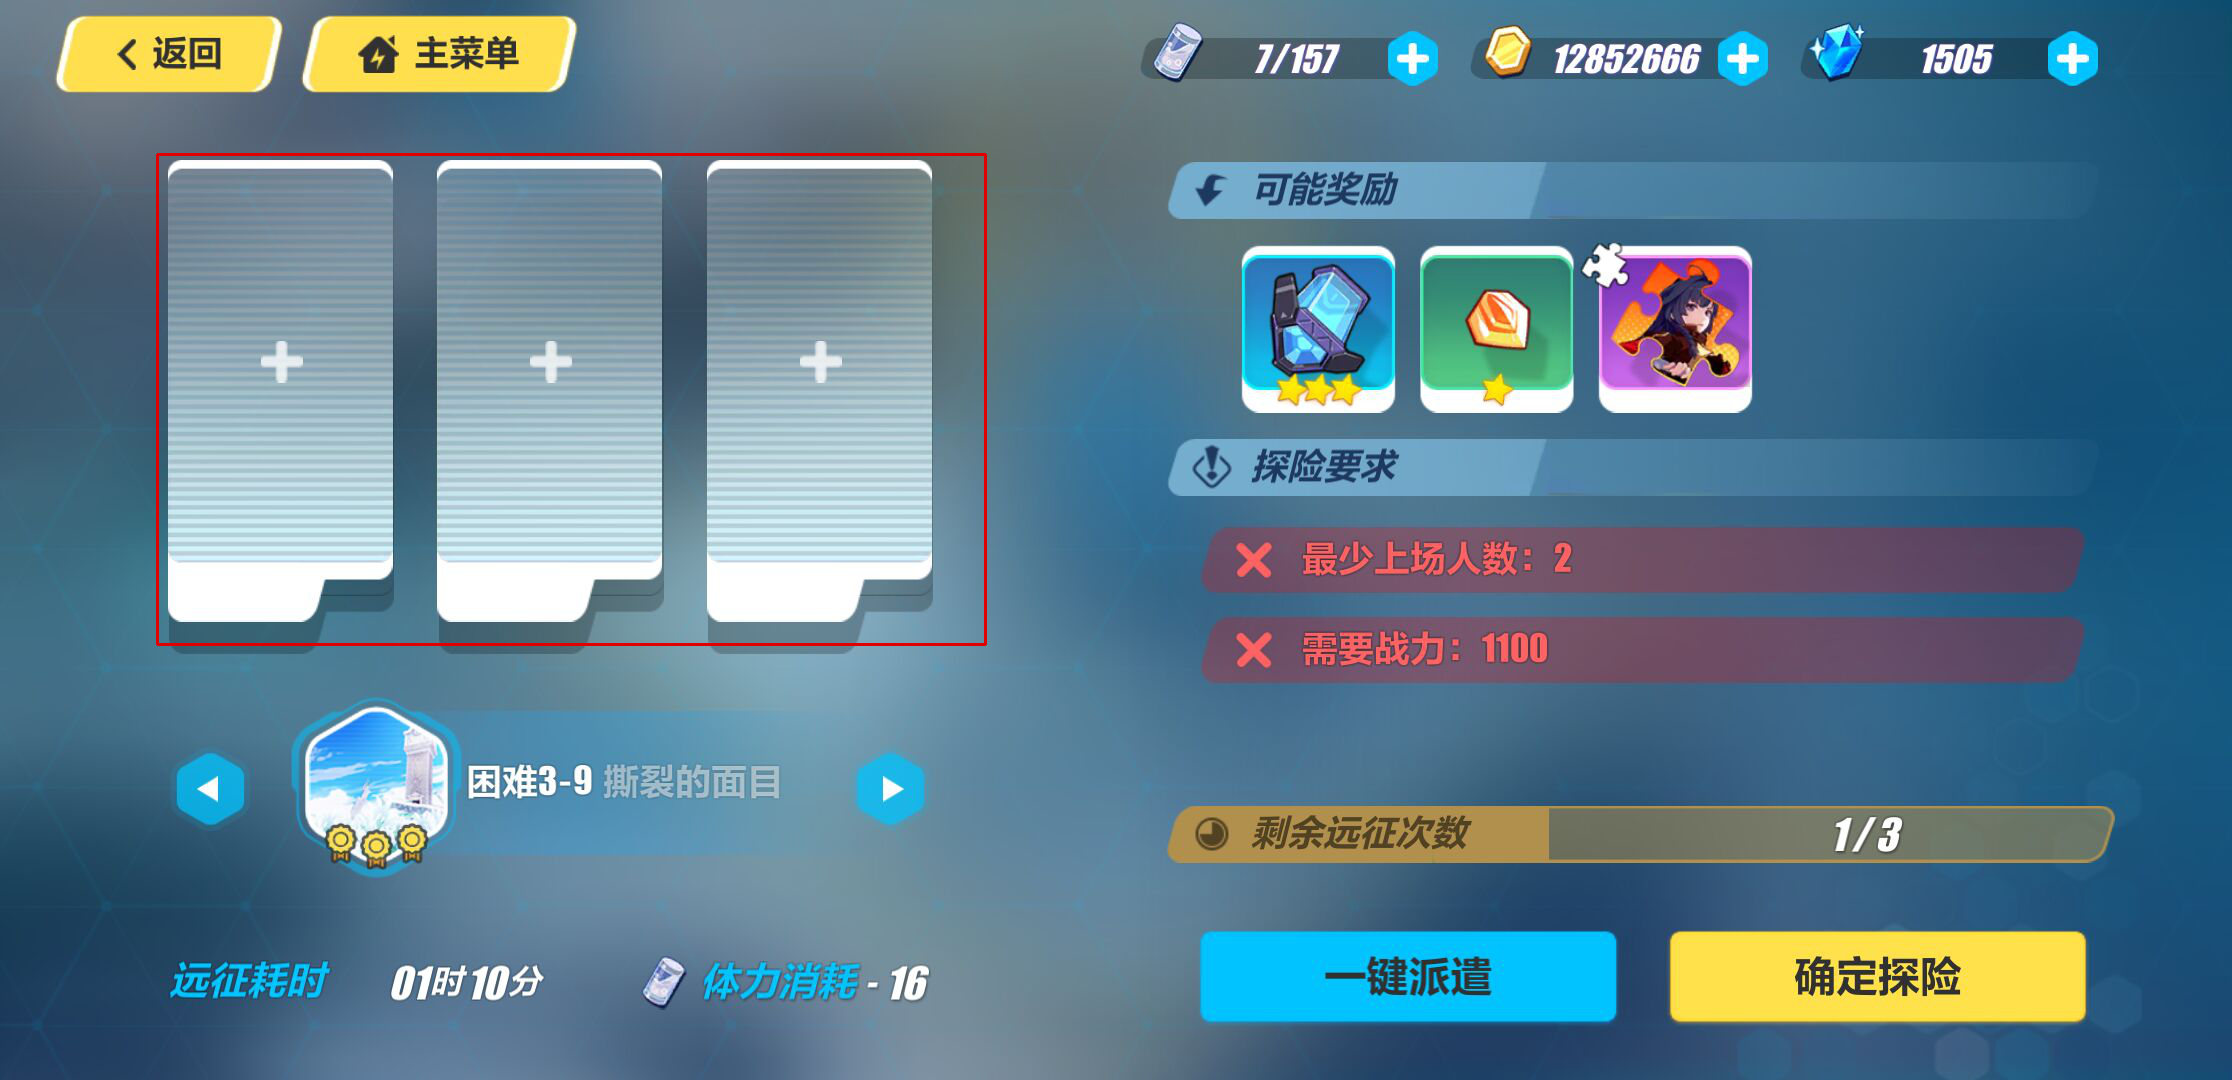 返回
主菜单
7/157
12852666
1505
可能奖励
探险要求
最少上场人数：2
需要战力：1100
困难3-9 撕裂的面目
剩余远征次数
1/3
远征耗时
01时10分
体力消耗 - 16
一键派遣
确定探险